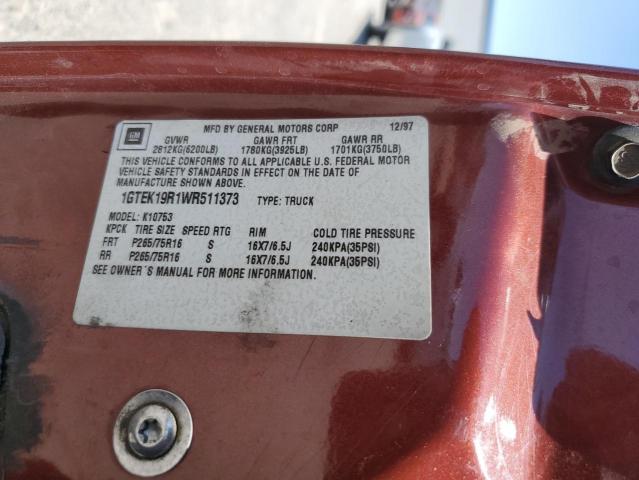 GM
MFD BY GENERAL MOTORS CORP 12/97
GVWR GAWR FRT GAWR RR
2812KG(6200LB) 1780KG(3925LB) 1701KG(3750LB)
THIS VEHICLE CONFORMS TO ALL APPLICABLE U.S. FEDERAL MOTOR
VEHICLE SAFETY STANDARDS IN EFFECT ON THE DATE OF
MANUFACTURE SHOWN ABOVE.
1GTEK19R1WR511373 TYPE: TRUCK
MODEL: K10753
KPCK TIRE SIZE SPEED RTG RIM COLD TIRE PRESSURE
FRT P265/75R16 S 16X7/6.5J 240KPA(35PSI)
RR P265/75R16 S 16X7/6.5J 240KPA(35PSI)
SEE OWNER`S MANUAL FOR MORE INFORMATION.